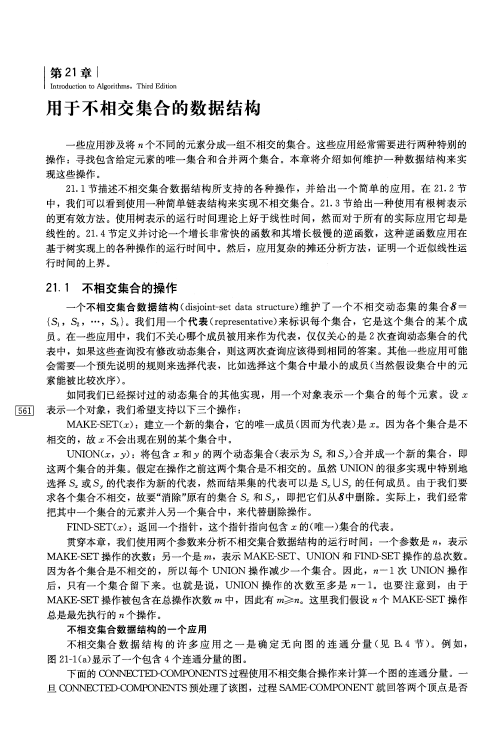 第21章
Introduction to Algorithms, Third Edition
用于不相交集合的数据结构
一些应用涉及将 n 个不同的元素分成一组不相交的集合。这些应用经常需要进行两种特别的
操作：寻找包含给定元素的唯一集合和合并两个集合。本章将介绍如何维护一种数据结构来实
现这些操作。
21.1 节描述不相交集合数据结构所支持的各种操作，并给出一个简单的应用。在 21.2 节
中，我们可以看到使用一种简单链表结构来实现不相交集合。21.3 节给出一种使用有根树表示
的更有效方法。使用树表示的运行时间理论上好于线性时间，然而对于所有的实际应用它却是
线性的。21.4 节定义并讨论一个增长非常快的函数和其增长极慢的逆函数，这种逆函数应用在
基于树实现上的各种操作的运行时间中。然后，应用复杂的摊还分析方法，证明一个近似线性运
行时间的上界。
21.1 不相交集合的操作
一个不相交集合数据结构(disjoint-set data structure)维护了一个不相交动态集的集合 𝒮=
{S₁, S₂, …, Sₖ}。我们用一个代表(representative)来标识每个集合，它是这个集合的某个成
员。在一些应用中，我们不关心哪个成员被用来作为代表，仅仅关心的是 2 次查询动态集合的代
表中，如果这些查询没有修改动态集合，则这两次查询应该得到相同的答案。其他一些应用可能
会需要一个预先说明的规则来选择代表，比如选择这个集合中最小的成员(当然假设集合中的元
素能被比较次序)。
如同我们已经探讨过的动态集合的其他实现，用一个对象表示一个集合的每个元素。设 x
561 表示一个对象，我们希望支持以下三个操作：
MAKE-SET(x)：建立一个新的集合，它的唯一成员(因而为代表)是 x。因为各个集合是不
相交的，故 x 不会出现在别的某个集合中。
UNION(x, y)：将包含 x 和 y 的两个动态集合(表示为 Sₓ 和 Sᵧ)合并成一个新的集合，即
这两个集合的并集。假定在操作之前这两个集合是不相交的。虽然 UNION 的很多实现中特别地
选择 Sₓ 或 Sᵧ 的代表作为新的代表，然而结果集的代表可以是 Sₓ∪Sᵧ 的任何成员。由于我们要
求各个集合不相交，故要“消除”原有的集合 Sₓ 和 Sᵧ，即把它们从 𝒮 中删除。实际上，我们经常
把其中一个集合的元素并入另一个集合中，来代替删除操作。
FIND-SET(x)：返回一个指针，这个指针指向包含 x 的(唯一)集合的代表。
贯穿本章，我们使用两个参数来分析不相交集合数据结构的运行时间：一个参数是 n，表示
MAKE-SET 操作的次数；另一个是 m，表示 MAKE-SET、UNION 和 FIND-SET 操作的总次数。
因为各个集合是不相交的，所以每个 UNION 操作减少一个集合。因此，n−1 次 UNION 操作
后，只有一个集合留下来。也就是说，UNION 操作的次数至多是 n−1。也要注意到，由于
MAKE-SET 操作被包含在总操作次数 m 中，因此有 m≥n。这里我们假设 n 个 MAKE-SET 操作
总是最先执行的 n 个操作。
不相交集合数据结构的一个应用
不相交集合数据结构的许多应用之一是确定无向图的连通分量(见 B.4 节)。例如，
图 21-1(a)显示了一个包含 4 个连通分量的图。
下面的 CONNECTED-COMPONENTS 过程使用不相交集合操作来计算一个图的连通分量。一
旦 CONNECTED-COMPONENTS 预处理了该图，过程 SAME-COMPONENT 就回答两个顶点是否